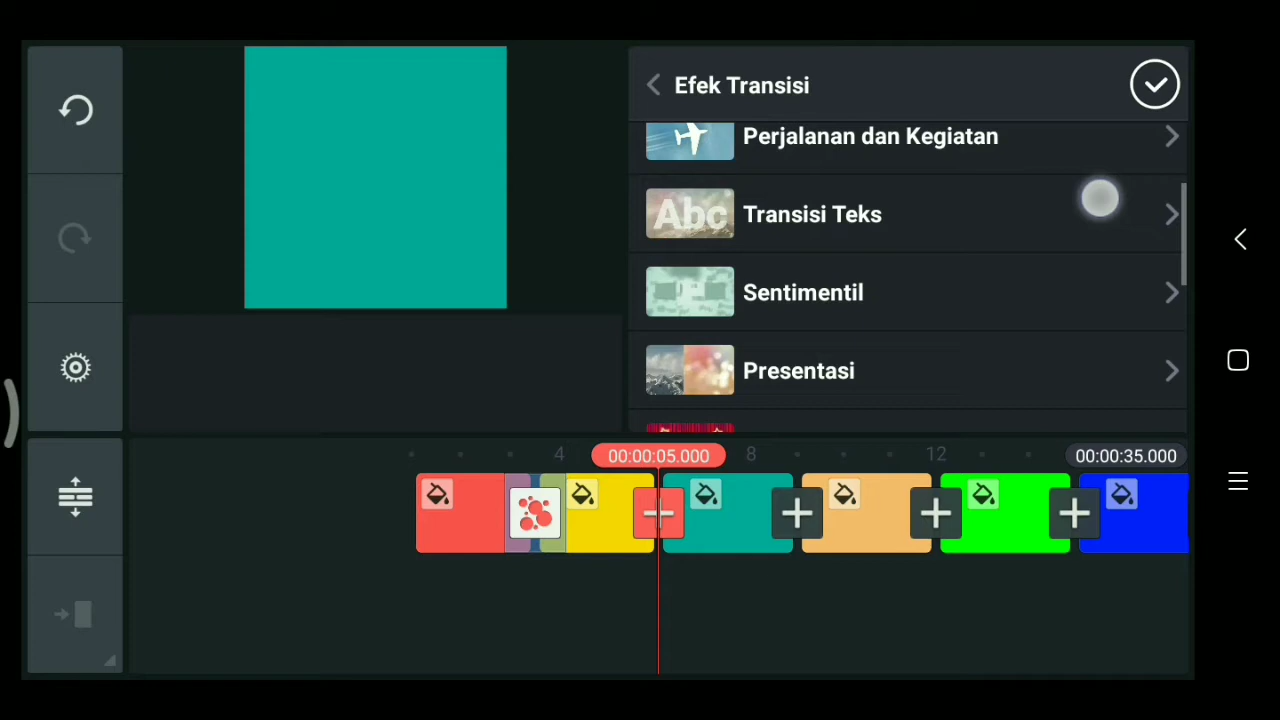 Efek Transisi
Perjalanan dan Kegiatan
Abc
Transisi Teks
Sentimentil
Presentasi
4
00:00:05.000
8
12
00:00:35.000